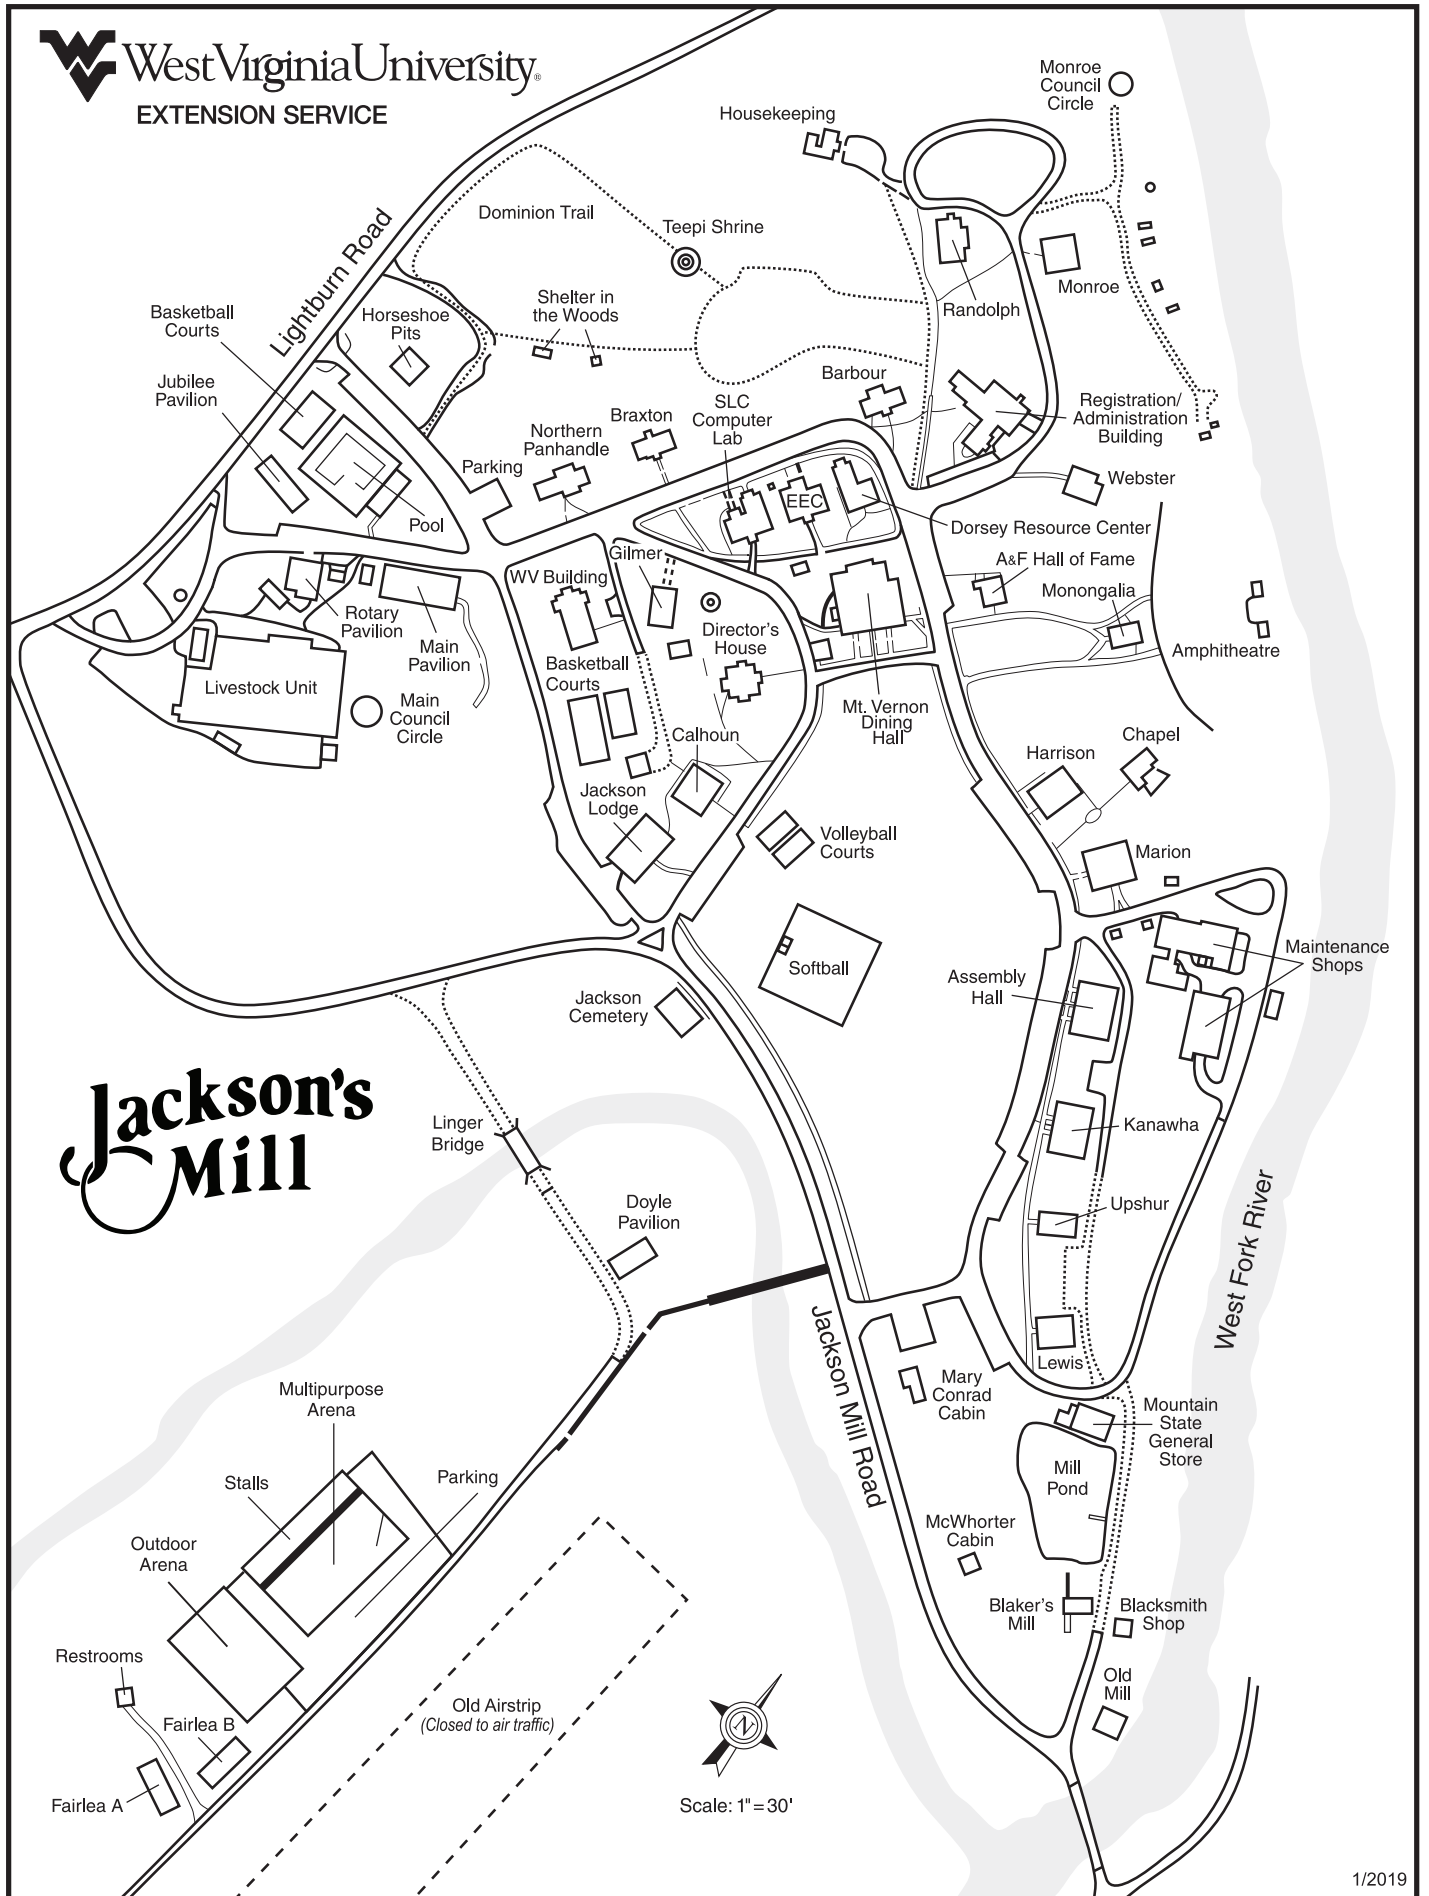 West Virginia University®
EXTENSION SERVICE
Monroe
Council
Circle
Housekeeping
Dominion Trail
Teepi Shrine
Lightburn Road
Shelter in
the Woods
Basketball
Courts
Horseshoe
Pits
Monroe
Randolph
Jubilee
Pavilion
Barbour
SLC
Computer
Lab
Braxton
Northern
Panhandle
Registration/
Administration
Building
Parking
Webster
EEC
Pool
Dorsey Resource Center
Gilmer
A&F Hall of Fame
WV Building
Monongalia
Rotary
Pavilion
Main
Pavilion
Director's
House
Amphitheatre
Basketball
Courts
Livestock Unit
Main
Council
Circle
Mt. Vernon
Dining
Hall
Calhoun
Chapel
Harrison
Jackson
Lodge
Volleyball
Courts
Marion
Maintenance
Shops
Softball
Assembly
Hall
Jackson
Cemetery
Jackson's
Mill
Linger
Bridge
Kanawha
Doyle
Pavilion
Upshur
West Fork River
Jackson Mill Road
Lewis
Mary
Conrad
Cabin
Multipurpose
Arena
Mountain
State
General
Store
Stalls
Parking
Mill
Pond
McWhorter
Cabin
Outdoor
Arena
Blaker's
Mill
Blacksmith
Shop
Restrooms
Old
Mill
Old Airstrip
(Closed to air traffic)
N
Fairlea B
Fairlea A
Scale: 1"=30'
1/2019